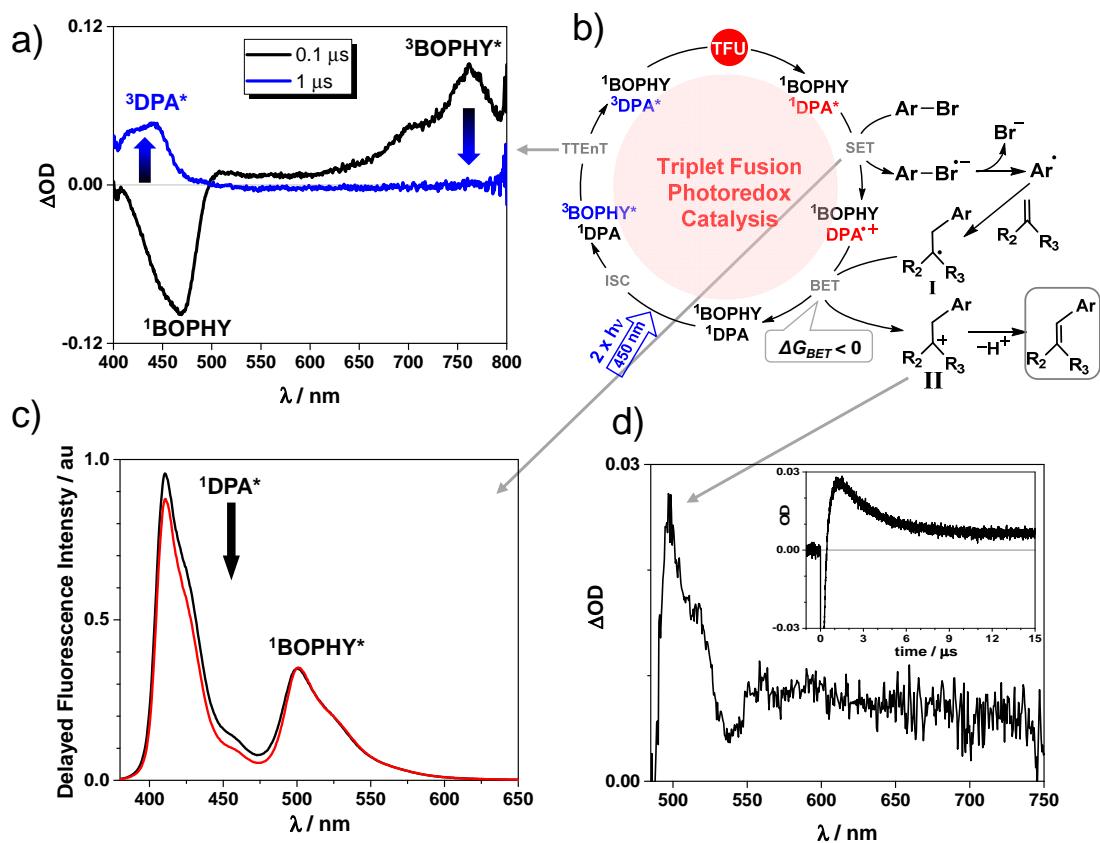 a)
0.12
0.00
-0.12
ΔOD
0.1 µs
1 µs
³DPA*
³BOPHY*
¹BOPHY
400 450 500 550 600 650 700 750 800
λ / nm
b)
TFU
¹BOPHY
³DPA*
¹BOPHY
¹DPA*
Ar–Br
Br⁻
TTEnT
SET
Ar–Br•−
Ar•
Triplet Fusion
Photoredox
Catalysis
³BOPHY*
¹DPA
¹BOPHY
DPA•+
Ar
R₂ R₃
R₂ R₃
I
ISC
BET
¹BOPHY
¹DPA
2 x hν
450 nm
ΔG_BET < 0
Ar
R₂ + R₃
II
–H⁺
Ar
R₂ R₃
c)
Delayed Fluorescence Intensty / au
1.0
0.5
0.0
¹DPA*
¹BOPHY*
400 450 500 550 600 650
λ / nm
d)
ΔOD
0.03
0.00
OD
0.03
0.00
-0.03
0 3 6 9 12 15
time / µs
500 550 600 650 700 750
λ / nm